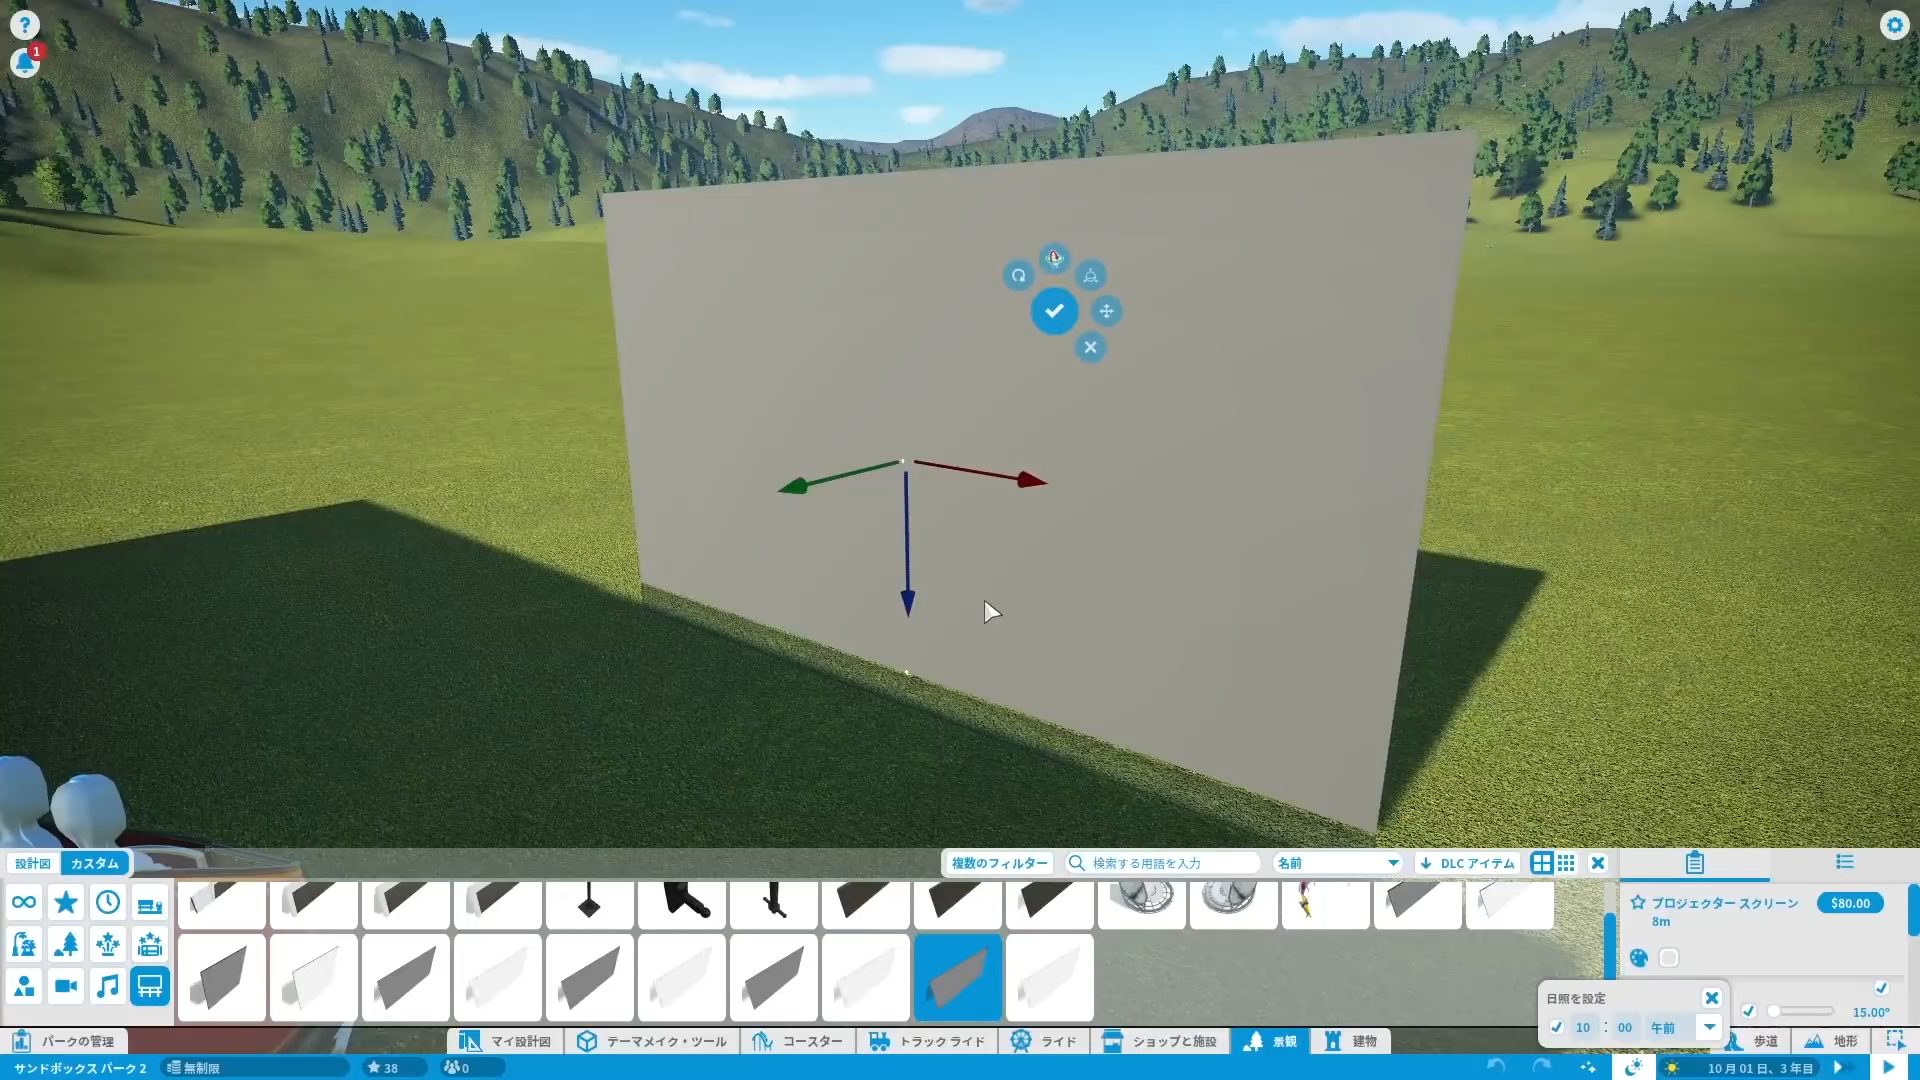 1
設計図
カスタム
複数のフィルター
検索する用語を入力
名前
DLC アイテム
プロジェクター スクリーン
8m
$80.00
日照を設定
10 : 00 午前
15.00°
パークの管理
マイ設計図
テーマメイク・ツール
コースター
トラックライド
ライド
ショップと施設
景観
建物
歩道
地形
サンドボックス パーク 2
無制限
38
0
10 月 01 日、3 年目